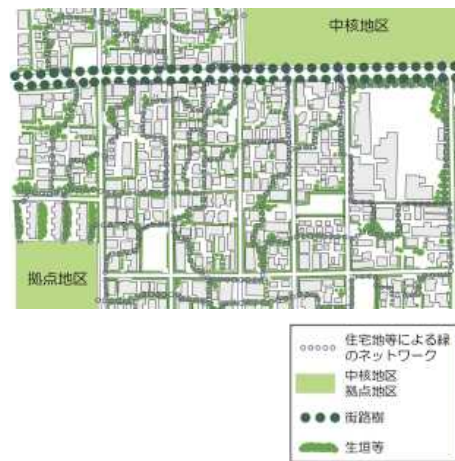 中核地区
拠点地区
住宅地等による緑
のネットワーク
中核地区
拠点地区
街路樹
生垣等